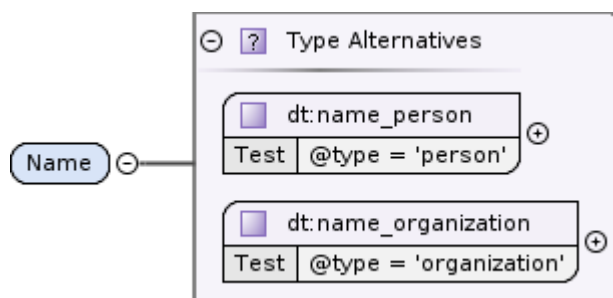 Type Alternatives
dt:name_person
Test @type = 'person'
Name
dt:name_organization
Test @type = 'organization'